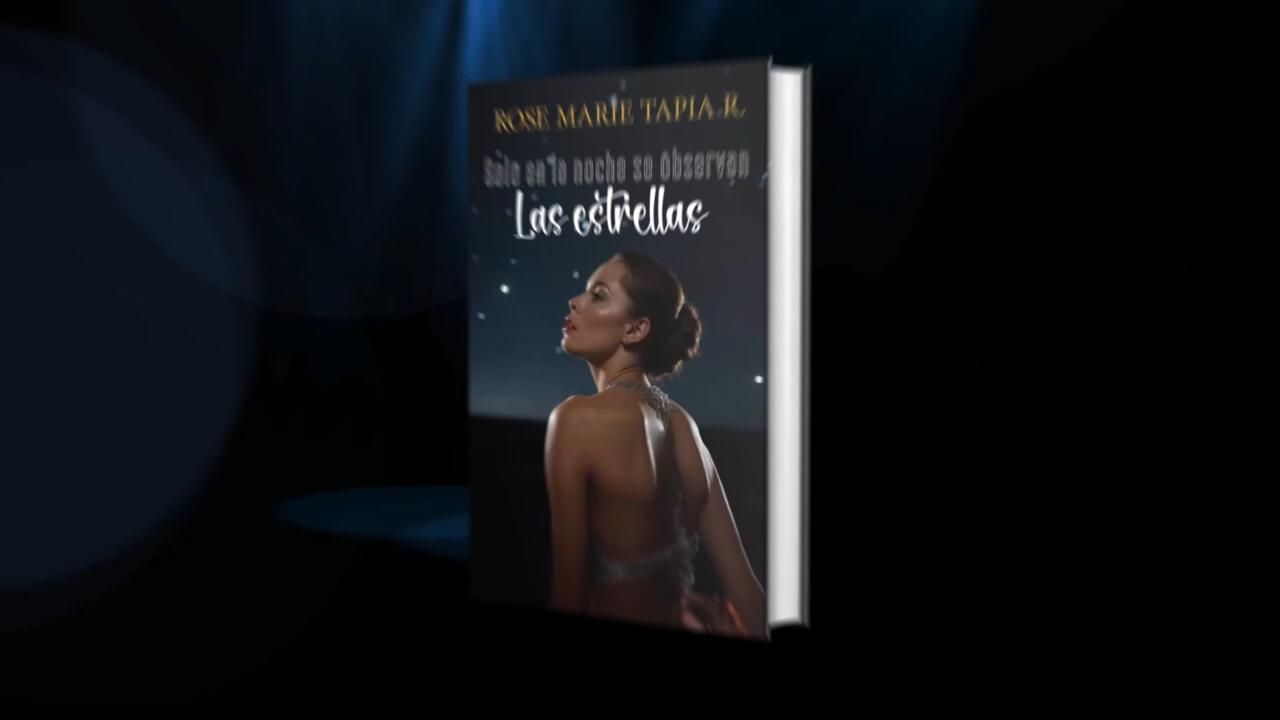 ROSE MARIE TAPIA R.
Solo en la noche se observan
Las estrellas